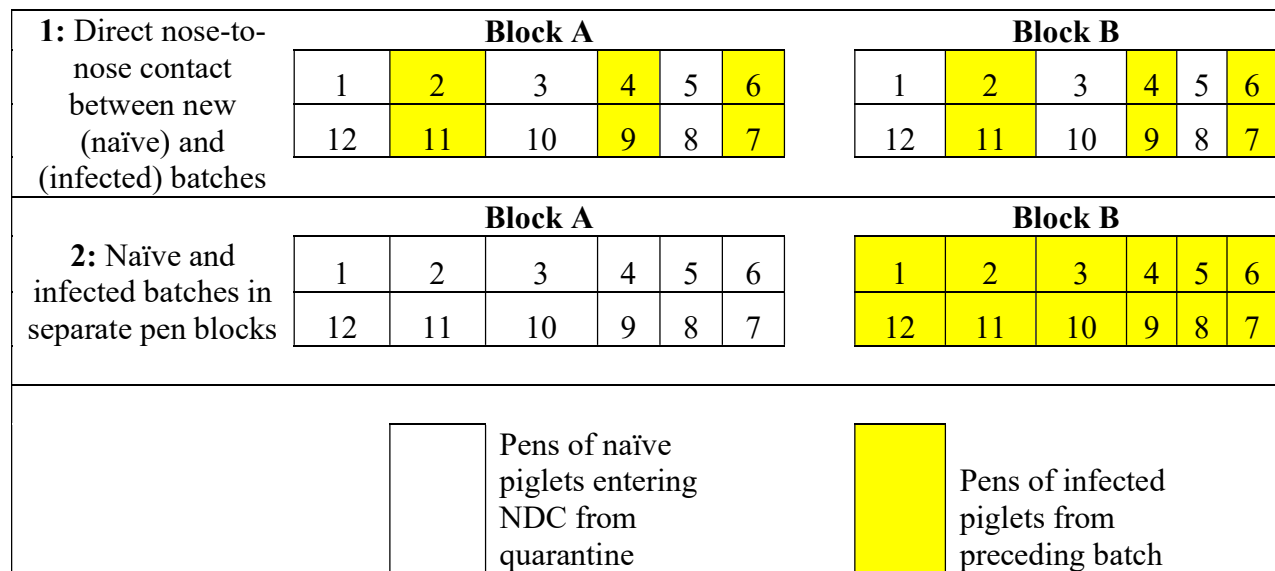 1: Direct nose-to-
nose contact
between new
(naïve) and
(infected) batches
Block A
1 2 3 4 5 6
12 11 10 9 8 7
Block B
1 2 3 4 5 6
12 11 10 9 8 7
2: Naïve and
infected batches in
separate pen blocks
Block A
1 2 3 4 5 6
12 11 10 9 8 7
Block B
1 2 3 4 5 6
12 11 10 9 8 7
Pens of naïve
piglets entering
NDC from
quarantine
Pens of infected
piglets from
preceding batch